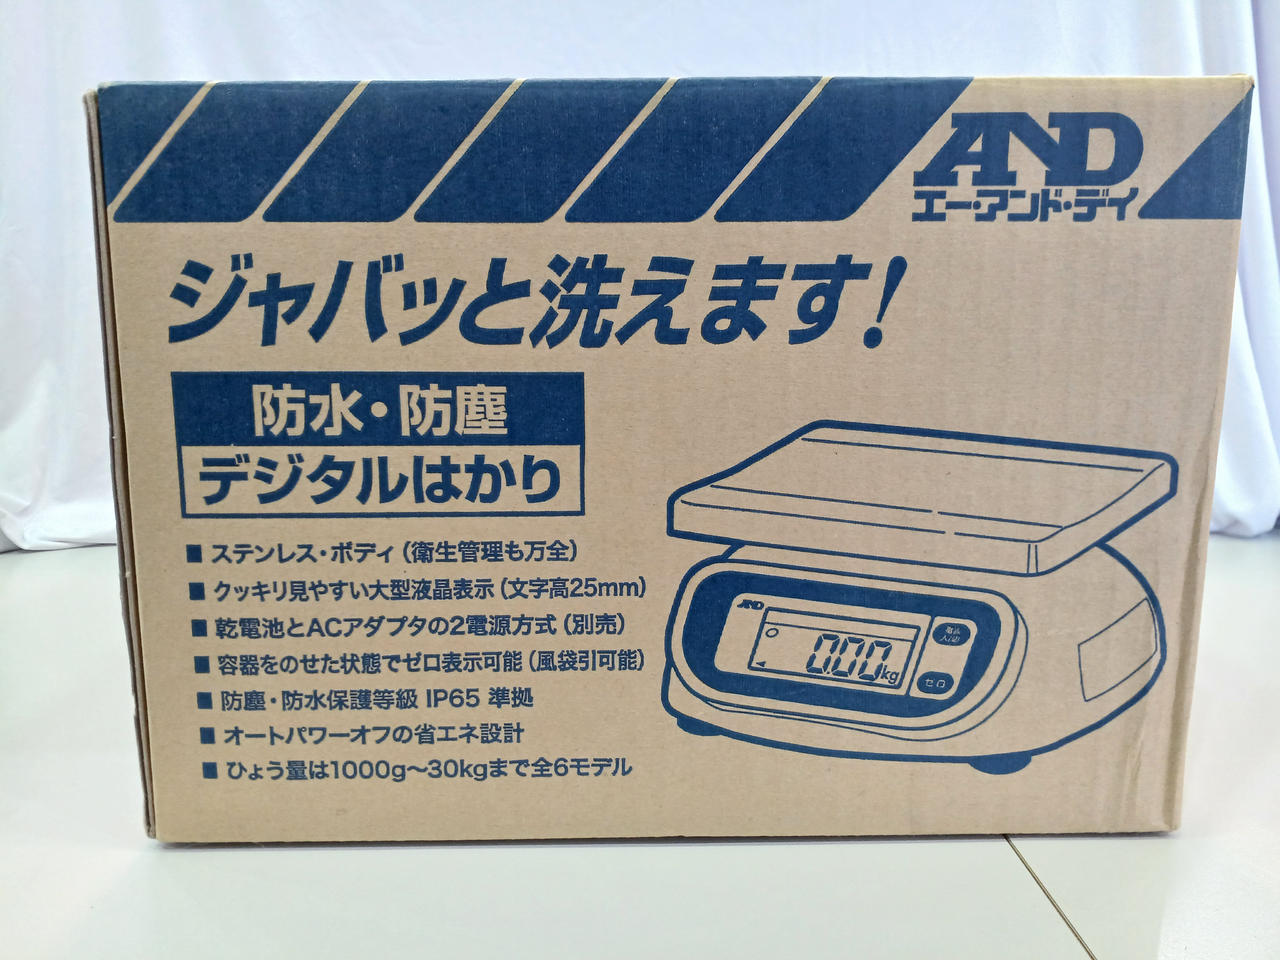 AND
エー・アンド・デイ
ジャバッと洗えます!
防水・防塵
デジタルはかり
■ ステンレス・ボディ（衛生管理も万全）
■ クッキリ見やすい大型液晶表示（文字高25mm）
■ 乾電池とACアダプタの2電源方式（別売）
■ 容器をのせた状態でゼロ表示可能（風袋引可能）
■ 防塵・防水保護等級 IP65 準拠
■ オートパワーオフの省エネ設計
■ ひょう量は1000g〜30kgまで全6モデル
AND
0.00kg
ゼロ